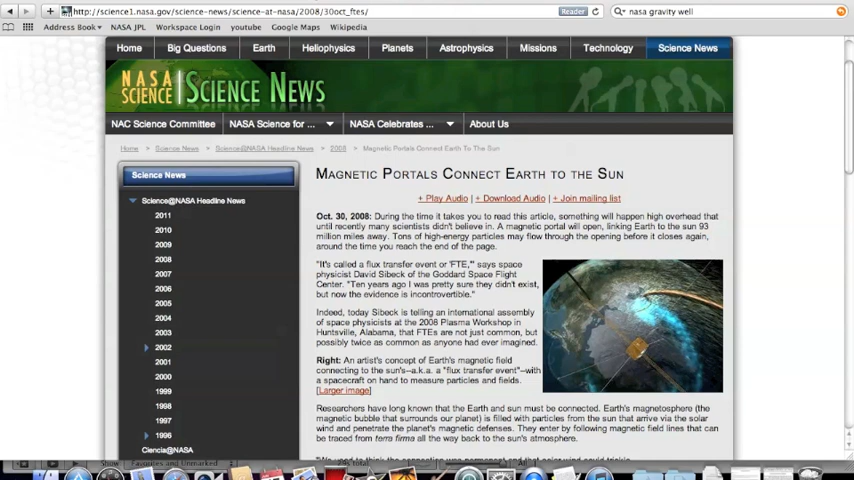 http://science1.nasa.gov/science-news/science-at-nasa/2008/30oct_ftes/
Reader
nasa gravity well
Address Book
NASA JPL
Workspace Login
youtube
Google Maps
Wikipedia
Home
Big Questions
Earth
Heliophysics
Planets
Astrophysics
Missions
Technology
Science News
NASA
SCIENCE
SCIENCE NEWS
NAC Science Committee
NASA Science for ...
NASA Celebrates ...
About Us
Home > Science News > Science@NASA Headline News > 2008 > Magnetic Portals Connect Earth To The Sun
Science News
Science@NASA Headline News
2011
2010
2009
2008
2007
2006
2005
2004
2003
2002
2001
2000
1999
1998
1997
1996
Ciencia@NASA
MAGNETIC PORTALS CONNECT EARTH TO THE SUN
+ Play Audio | + Download Audio | + Join mailing list
Oct. 30, 2008: During the time it takes you to read this article, something will happen high overhead that
until recently many scientists didn't believe in. A magnetic portal will open, linking Earth to the sun 93
million miles away. Tons of high-energy particles may flow through the opening before it closes again,
around the time you reach the end of the page.
"It's called a flux transfer event or 'FTE,'" says space
physicist David Sibeck of the Goddard Space Flight
Center. "Ten years ago I was pretty sure they didn't exist,
but now the evidence is incontrovertible."
Indeed, today Sibeck is telling an international assembly
of space physicists at the 2008 Plasma Workshop in
Huntsville, Alabama, that FTEs are not just common, but
possibly twice as common as anyone had ever imagined.
Right: An artist's concept of Earth's magnetic field
connecting to the sun's--a.k.a. a "flux transfer event"--with
a spacecraft on hand to measure particles and fields.
[Larger image]
Researchers have long known that the Earth and sun must be connected. Earth's magnetosphere (the
magnetic bubble that surrounds our planet) is filled with particles from the sun that arrive via the solar
wind and penetrate the planet's magnetic defenses. They enter by following magnetic field lines that can
be traced from terra firma all the way back to the sun's atmosphere.
Show
Favorites and Unmarked